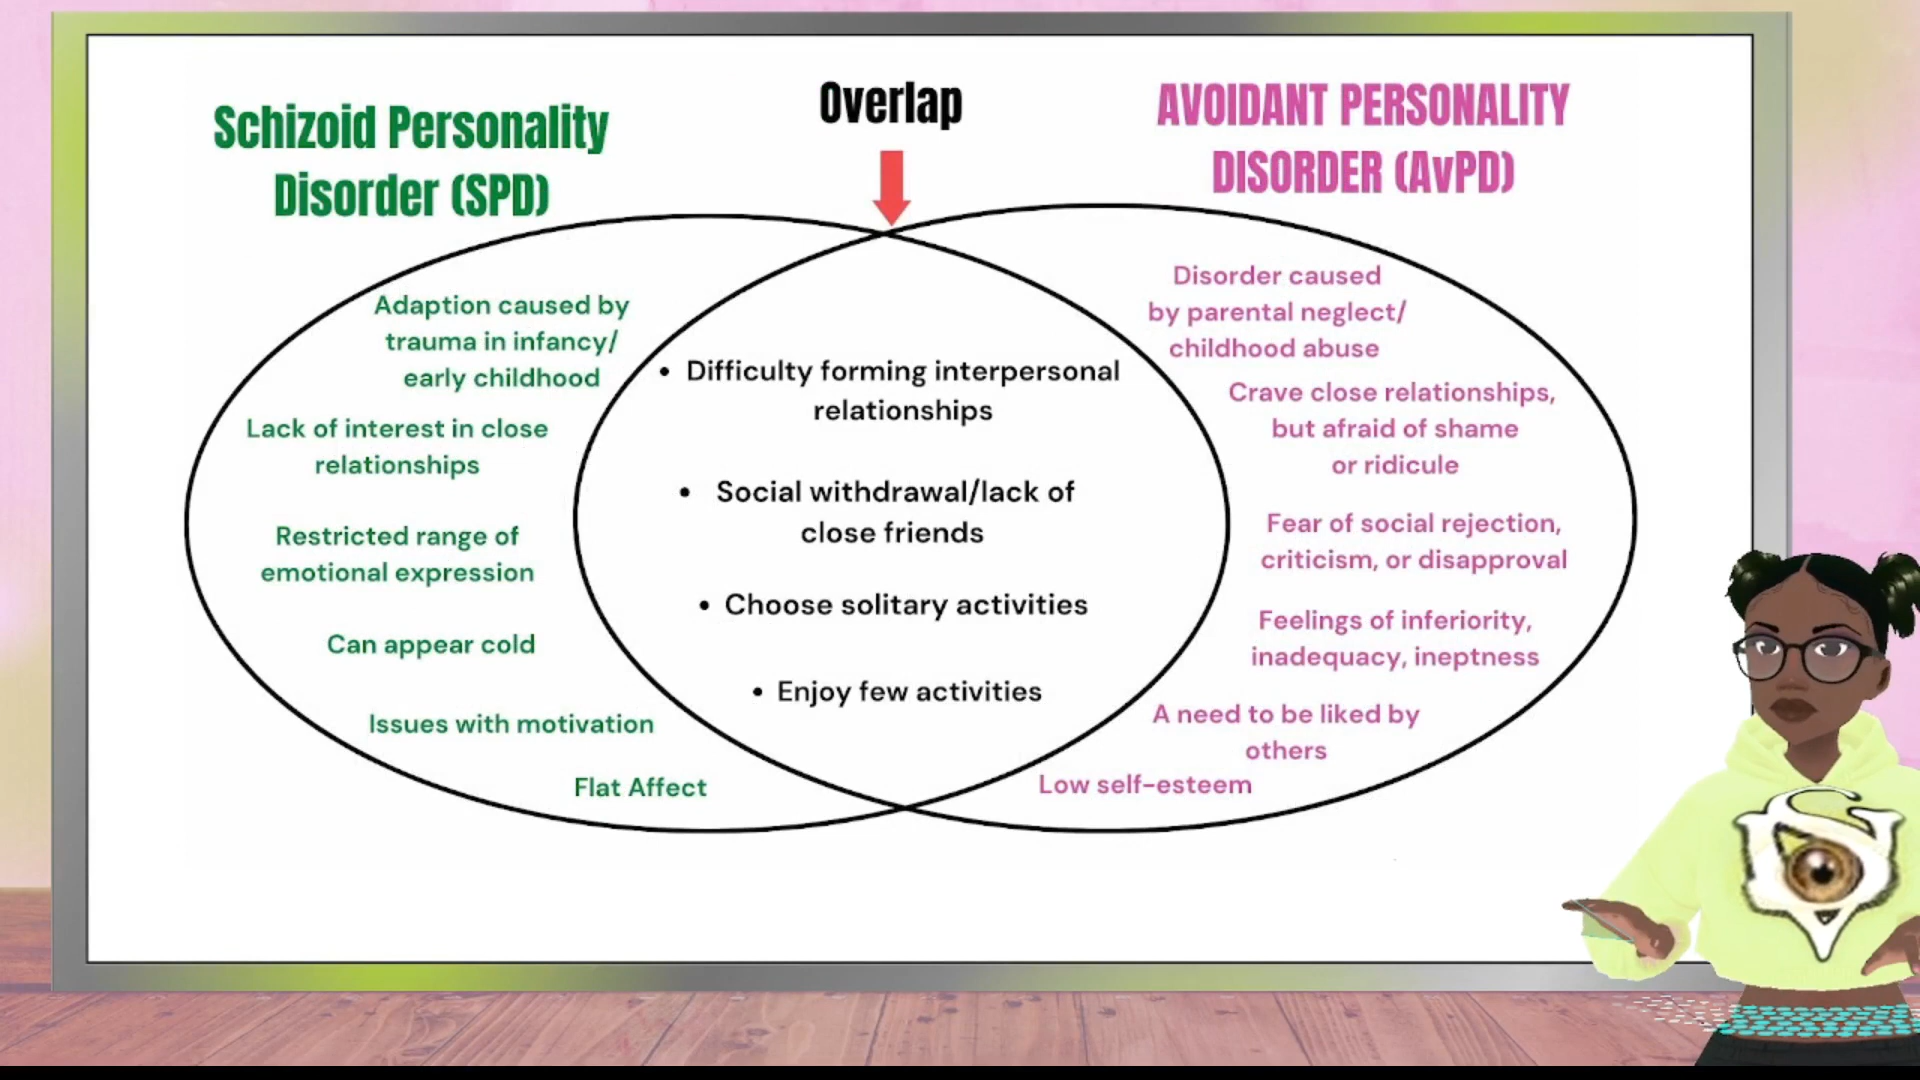 Schizoid Personality
Disorder (SPD)
Overlap
AVOIDANT PERSONALITY
DISORDER (AvPD)
Adaption caused by
trauma in infancy/
early childhood
Lack of interest in close
relationships
Restricted range of
emotional expression
Can appear cold
Issues with motivation
Flat Affect
• Difficulty forming interpersonal
relationships
• Social withdrawal/lack of
close friends
• Choose solitary activities
• Enjoy few activities
Disorder caused
by parental neglect/
childhood abuse
Crave close relationships,
but afraid of shame
or ridicule
Fear of social rejection,
criticism, or disapproval
Feelings of inferiority,
inadequacy, ineptness
A need to be liked by
others
Low self-esteem